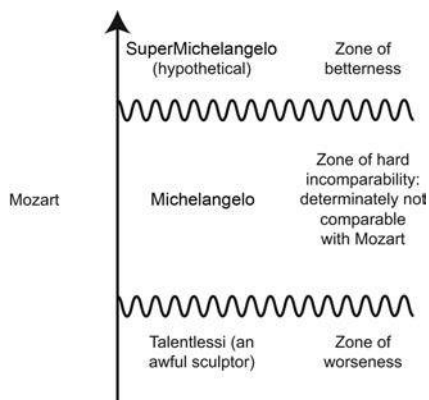 SuperMichelangelo
(hypothetical)
Zone of
betterness
Mozart
Michelangelo
Zone of hard
incomparability:
determinately not
comparable
with Mozart
Talentlessi (an
awful sculptor)
Zone of
worseness